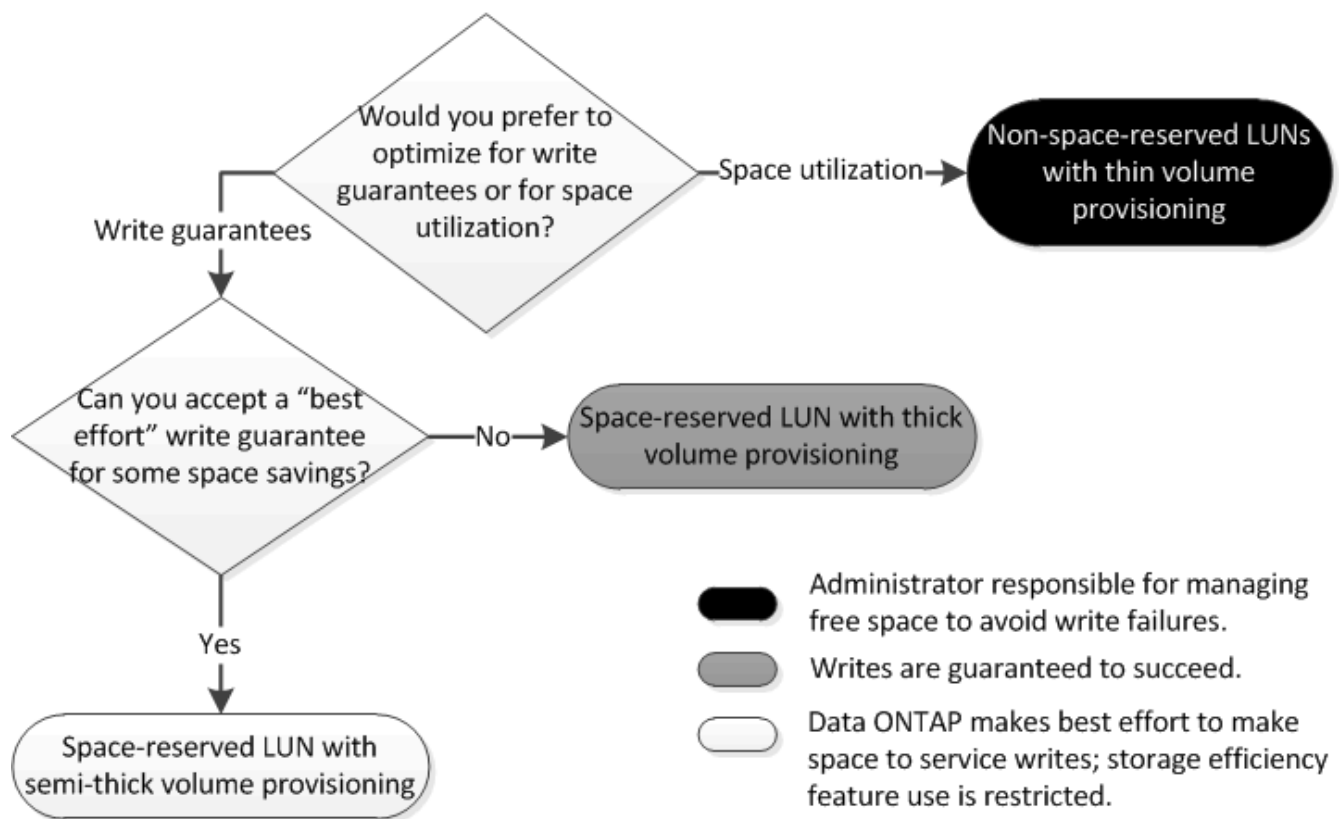 Would you prefer to
optimize for write
guarantees or for space
utilization?
Space utilization
Non-space-reserved LUNs
with thin volume
provisioning
Write guarantees
Can you accept a “best
effort” write guarantee
for some space savings?
No
Space-reserved LUN with thick
volume provisioning
Yes
Space-reserved LUN with
semi-thick volume provisioning
Administrator responsible for managing
free space to avoid write failures.
Writes are guaranteed to succeed.
Data ONTAP makes best effort to make
space to service writes; storage efficiency
feature use is restricted.